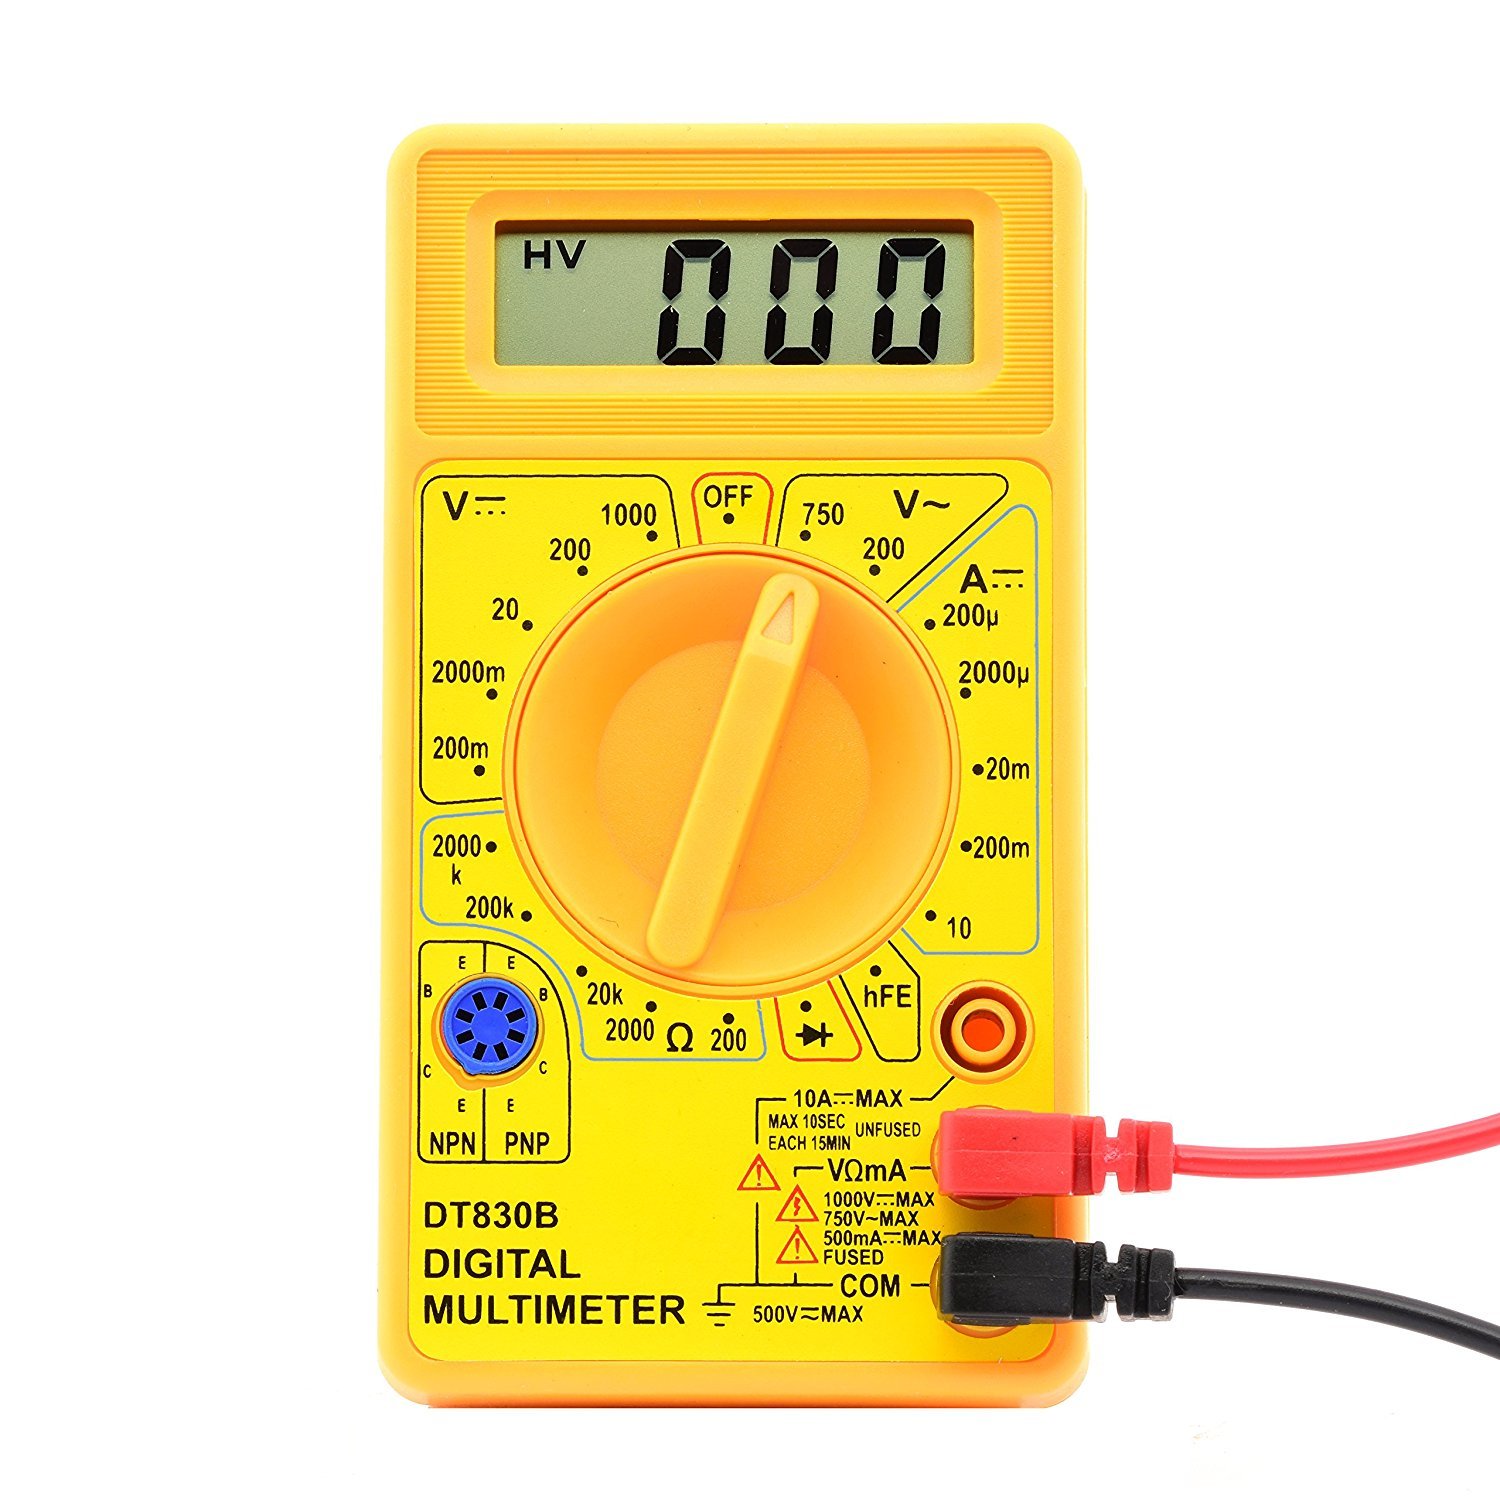 HV 000
V⎓
OFF
V~
1000
750
200
200
A⎓
20
200µ
2000m
2000µ
200m
20m
2000
k
200m
200k
10
20k
hFE
2000 Ω 200
E E
B B
C C
E E
NPN PNP
10A⎓MAX
MAX 10SEC
EACH 15MIN
UNFUSED
VΩmA
1000V⎓MAX
750V~MAX
500mA⎓MAX
FUSED
COM
500V⎓MAX
DT830B
DIGITAL
MULTIMETER